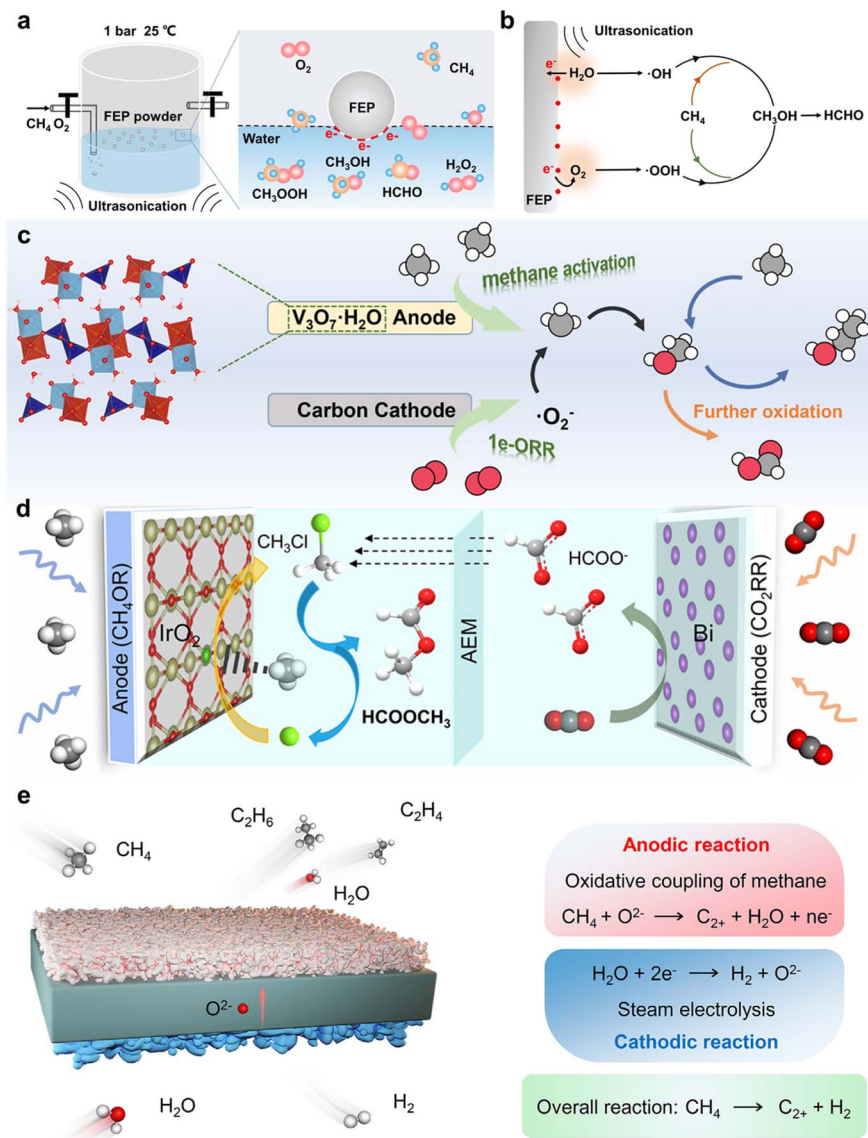 a
1 bar 25 ℃
FEP powder
CH₄ O₂
Ultrasonication
O₂
CH₄
FEP
Water
e-
e-
e-
CH₃OH
H₂O₂
CH₃OOH
HCHO
b
Ultrasonication
e-
H₂O
·OH
CH₄
CH₃OH
HCHO
e-
O₂
·OOH
FEP
c
methane activation
V₃O₇·H₂O Anode
Carbon Cathode
·O₂⁻
1e-ORR
Further oxidation
d
Anode (CH₄OR)
IrO₂
CH₃Cl
HCOOCH₃
AEM
HCOO⁻
Bi
Cathode (CO₂RR)
e
CH₄
C₂H₆
C₂H₄
H₂O
O²⁻
H₂O
H₂
Anodic reaction
Oxidative coupling of methane
CH₄ + O²⁻ ⟶ C₂₊ + H₂O + ne⁻
H₂O + 2e⁻ ⟶ H₂ + O²⁻
Steam electrolysis
Cathodic reaction
Overall reaction: CH₄ ⟶ C₂₊ + H₂